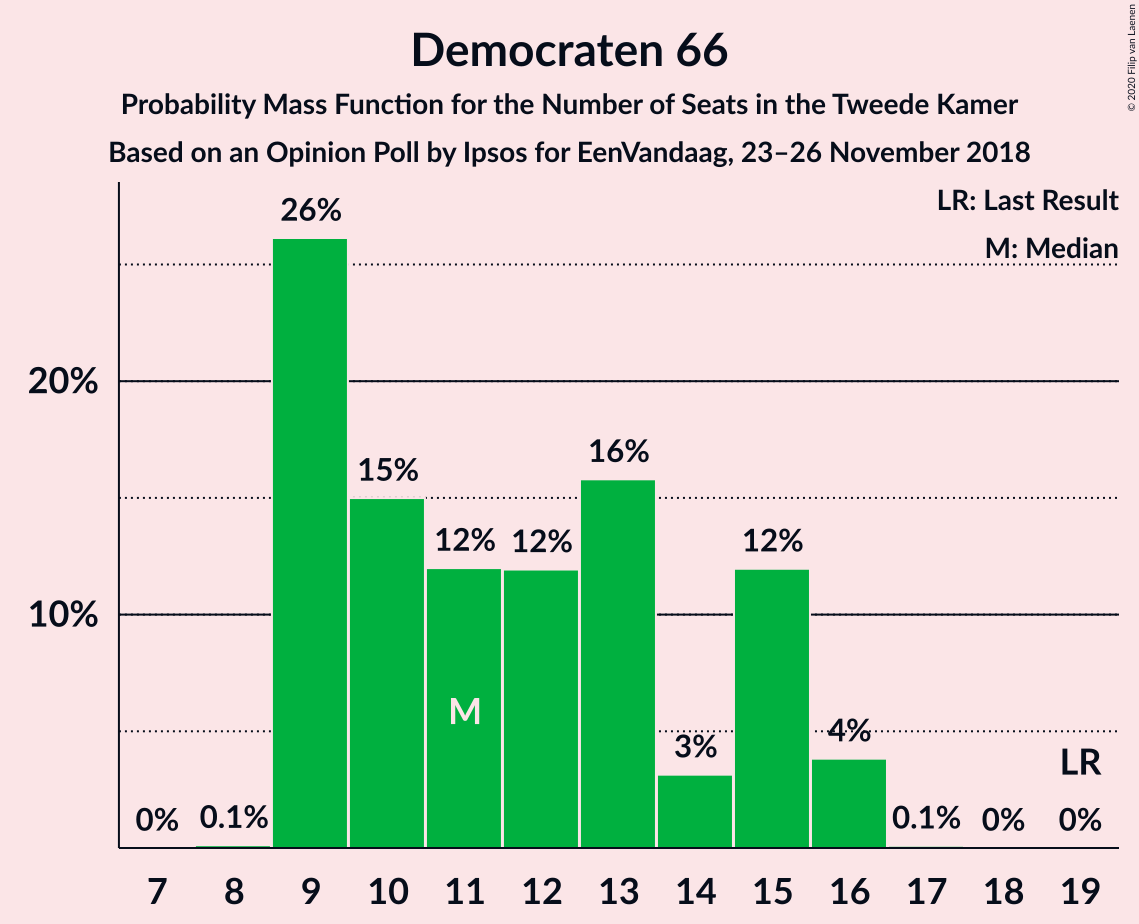 Democraten 66
Probability Mass Function for the Number of Seats in the Tweede Kamer
Based on an Opinion Poll by Ipsos for EenVandaag, 23–26 November 2018
© 2020 Filip van Laenen
LR: Last Result
M: Median
20%
10%
0%
0.1%
26%
15%
12%
12%
16%
3%
12%
4%
0.1%
0%
0%
M
LR
7 8 9 10 11 12 13 14 15 16 17 18 19